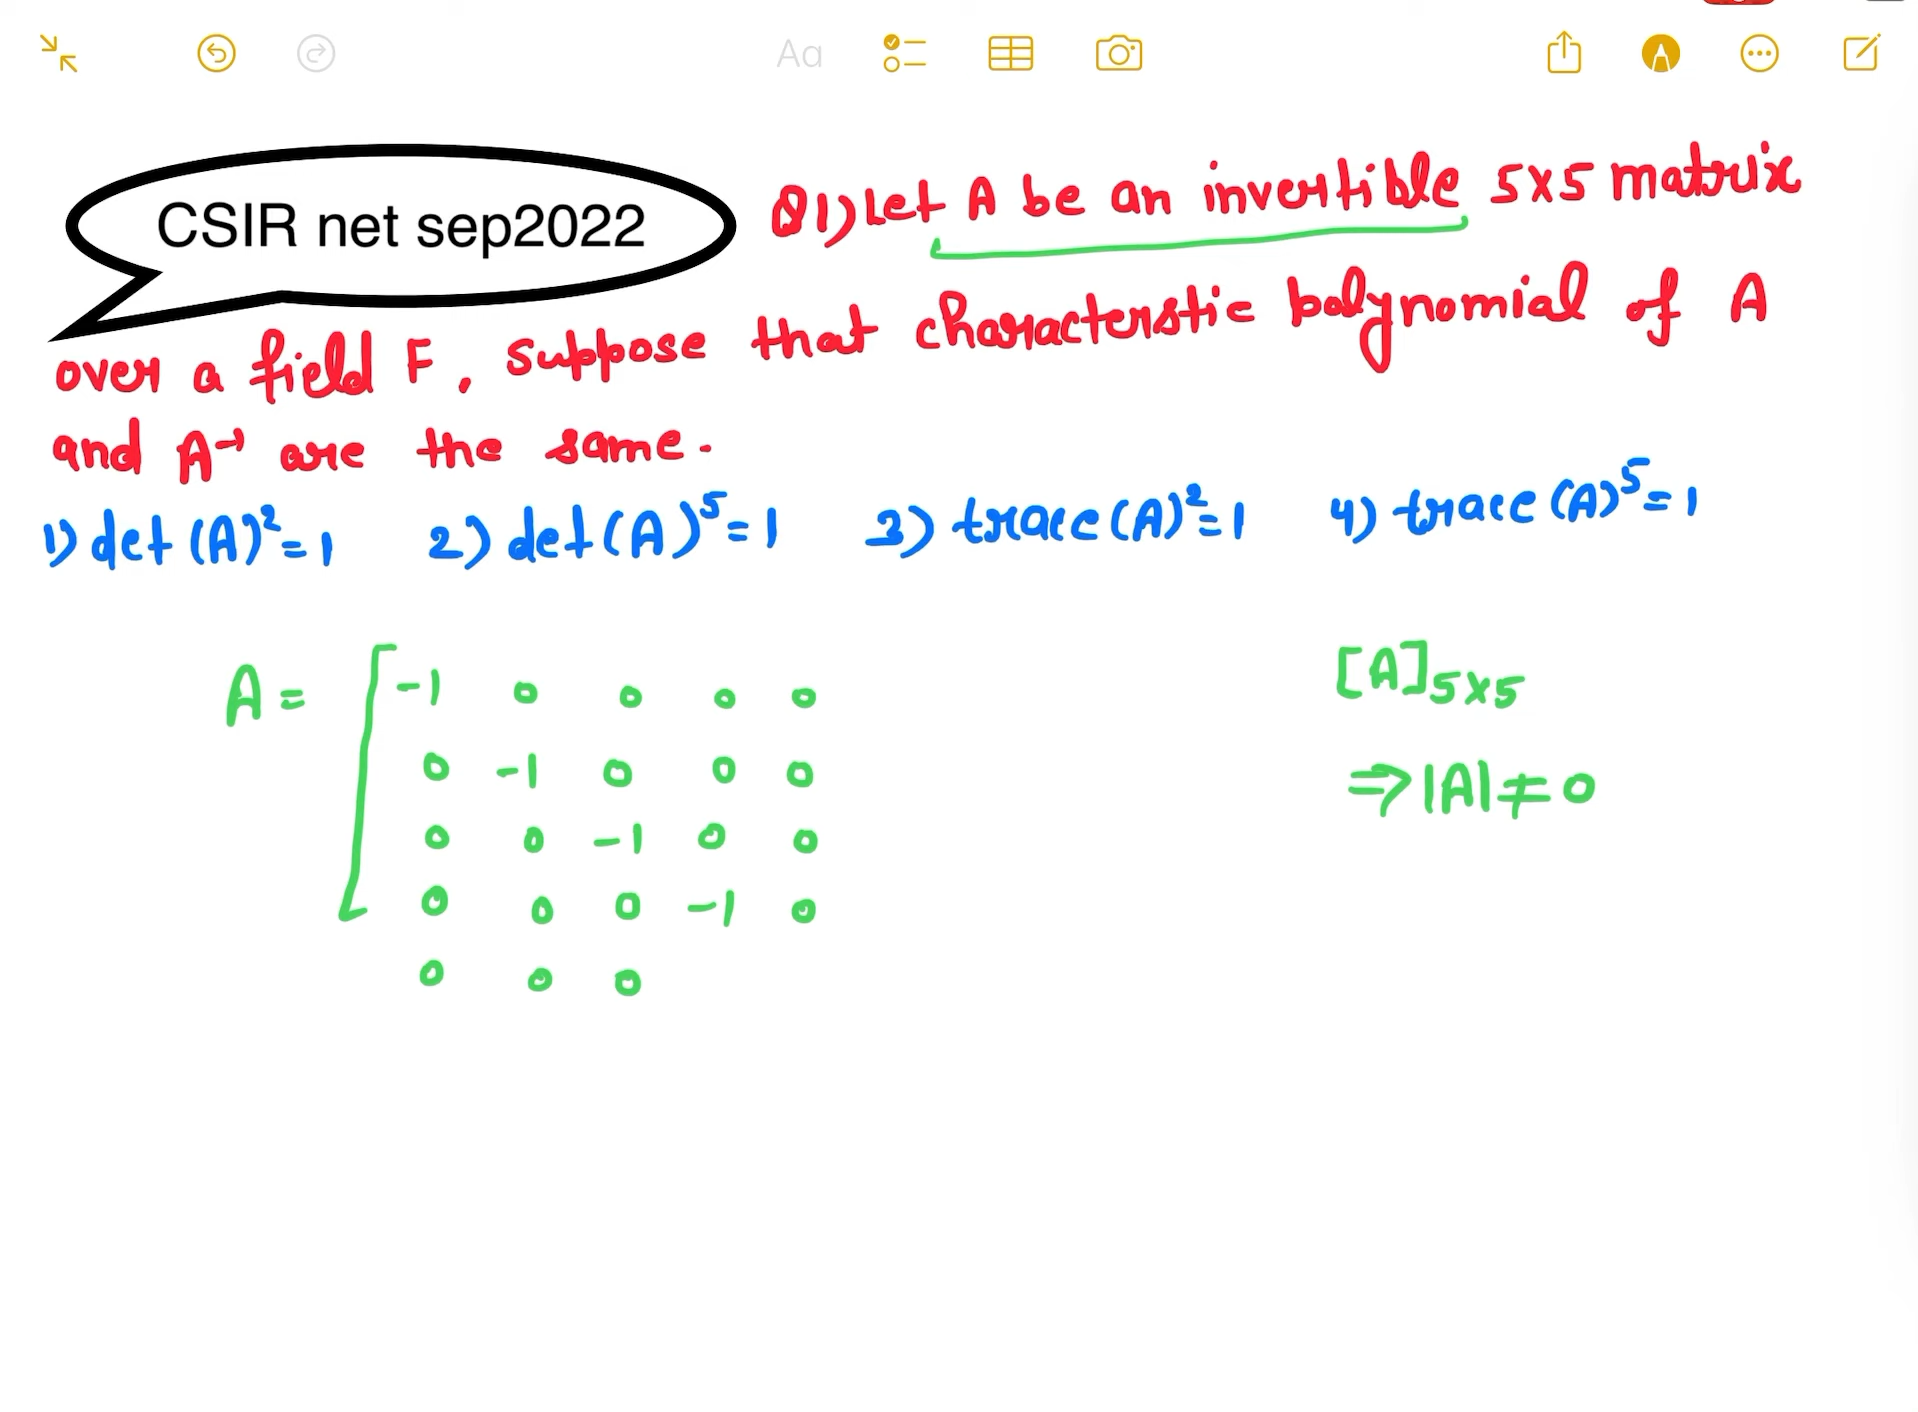 Aa
CSIR net sep2022
Q1) Let A be an invertible 5x5 matrix
over a field F, suppose that characterstic polynomial of A
and A⁻¹ are the same.
1) det (A)²=1 2) det (A)⁵=1 3) trace (A)²=1 4) trace (A)⁵=1
A = [ -1 0 0 0 0
0 -1 0 0 0
0 0 -1 0 0
0 0 0 -1 0
0 0 0
[A]5x5
⇒ |A| ≠ 0